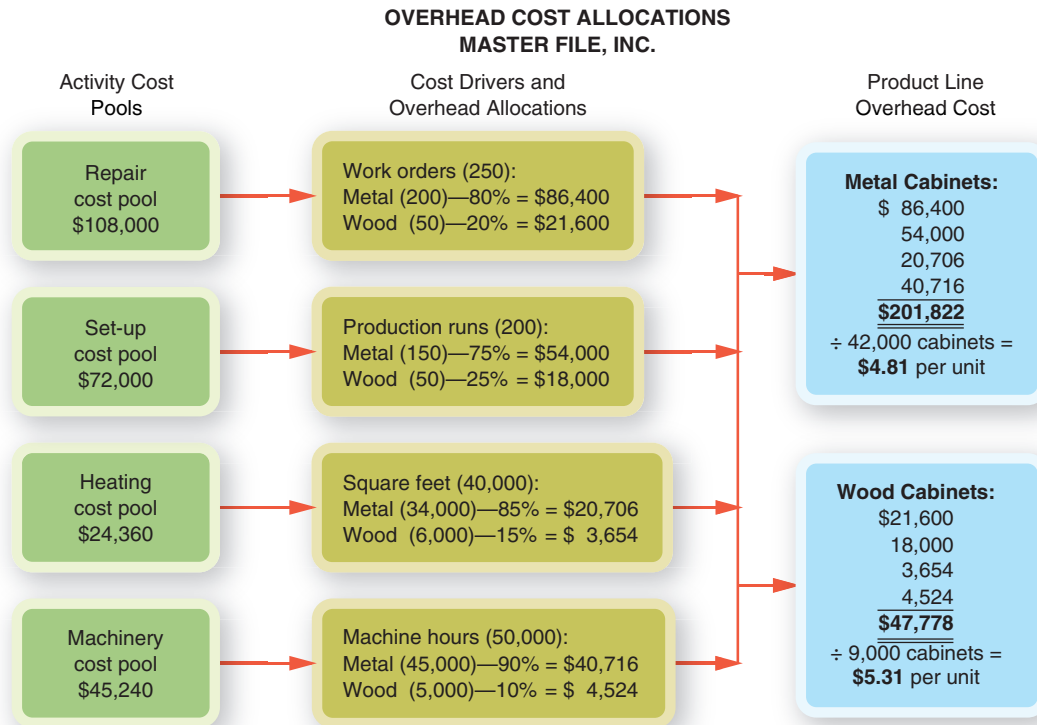 OVERHEAD COST ALLOCATIONS
MASTER FILE, INC.
Activity Cost
Pools
Cost Drivers and
Overhead Allocations
Product Line
Overhead Cost
Repair
cost pool
$108,000
Work orders (250):
Metal (200)—80% = $86,400
Wood (50)—20% = $21,600
Set-up
cost pool
$72,000
Production runs (200):
Metal (150)—75% = $54,000
Wood (50)—25% = $18,000
Heating
cost pool
$24,360
Square feet (40,000):
Metal (34,000)—85% = $20,706
Wood (6,000)—15% = $ 3,654
Machinery
cost pool
$45,240
Machine hours (50,000):
Metal (45,000)—90% = $40,716
Wood (5,000)—10% = $ 4,524
Metal Cabinets:
$ 86,400
54,000
20,706
40,716
$201,822
÷ 42,000 cabinets =
$4.81 per unit
Wood Cabinets:
$21,600
18,000
3,654
4,524
$47,778
÷ 9,000 cabinets =
$5.31 per unit